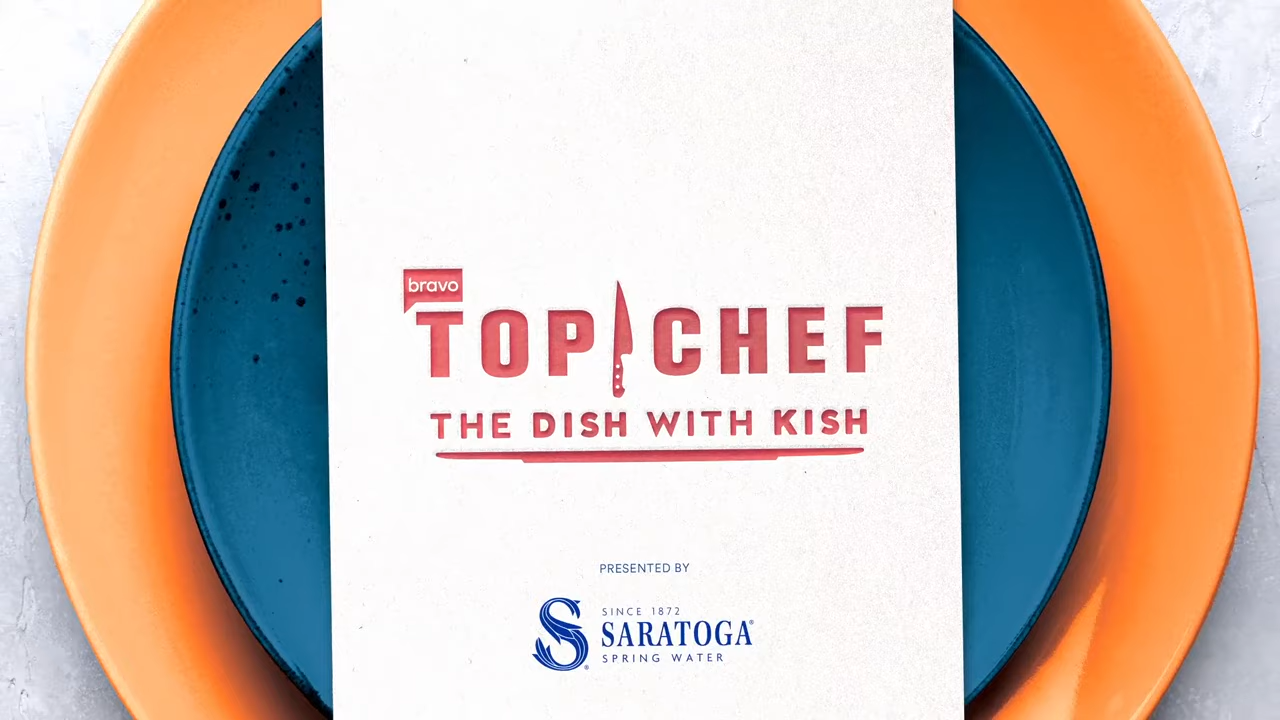 bravo
TOP CHEF
THE DISH WITH KISH
PRESENTED BY
SINCE 1872
SARATOGA®
SPRING WATER